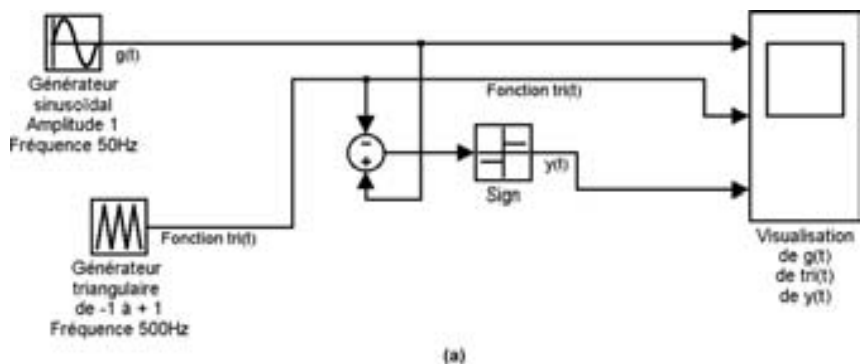 g(t)
Générateur
sinusoïdal
Amplitude 1
Fréquence 50Hz
Fonction tri(t)
-
+
Sign
y(t)
Fonction tri(t)
Générateur
triangulaire
de -1 à + 1
Fréquence 500Hz
Visualisation
de g(t)
de tri(t)
de y(t)
(a)